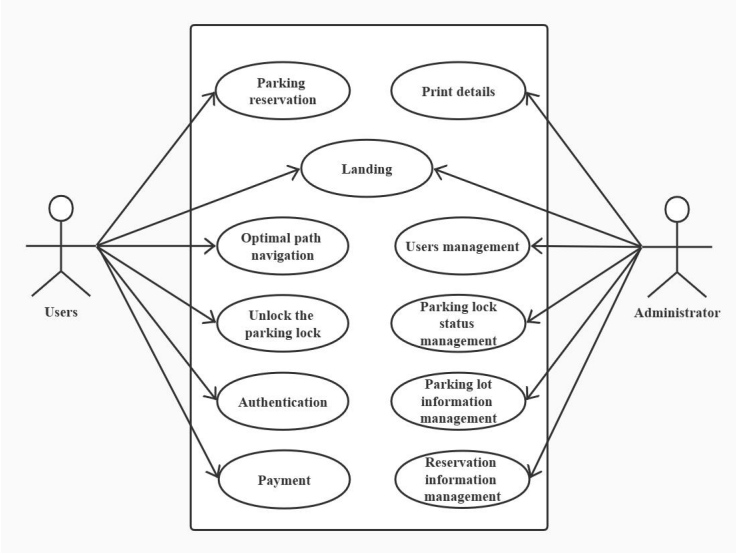 Parking
reservation
Print details
Landing
Optimal path
navigation
Users management
Unlock the
parking lock
Parking lock
status
management
Users
Administrator
Authentication
Parking lot
information
management
Payment
Reservation
information
management